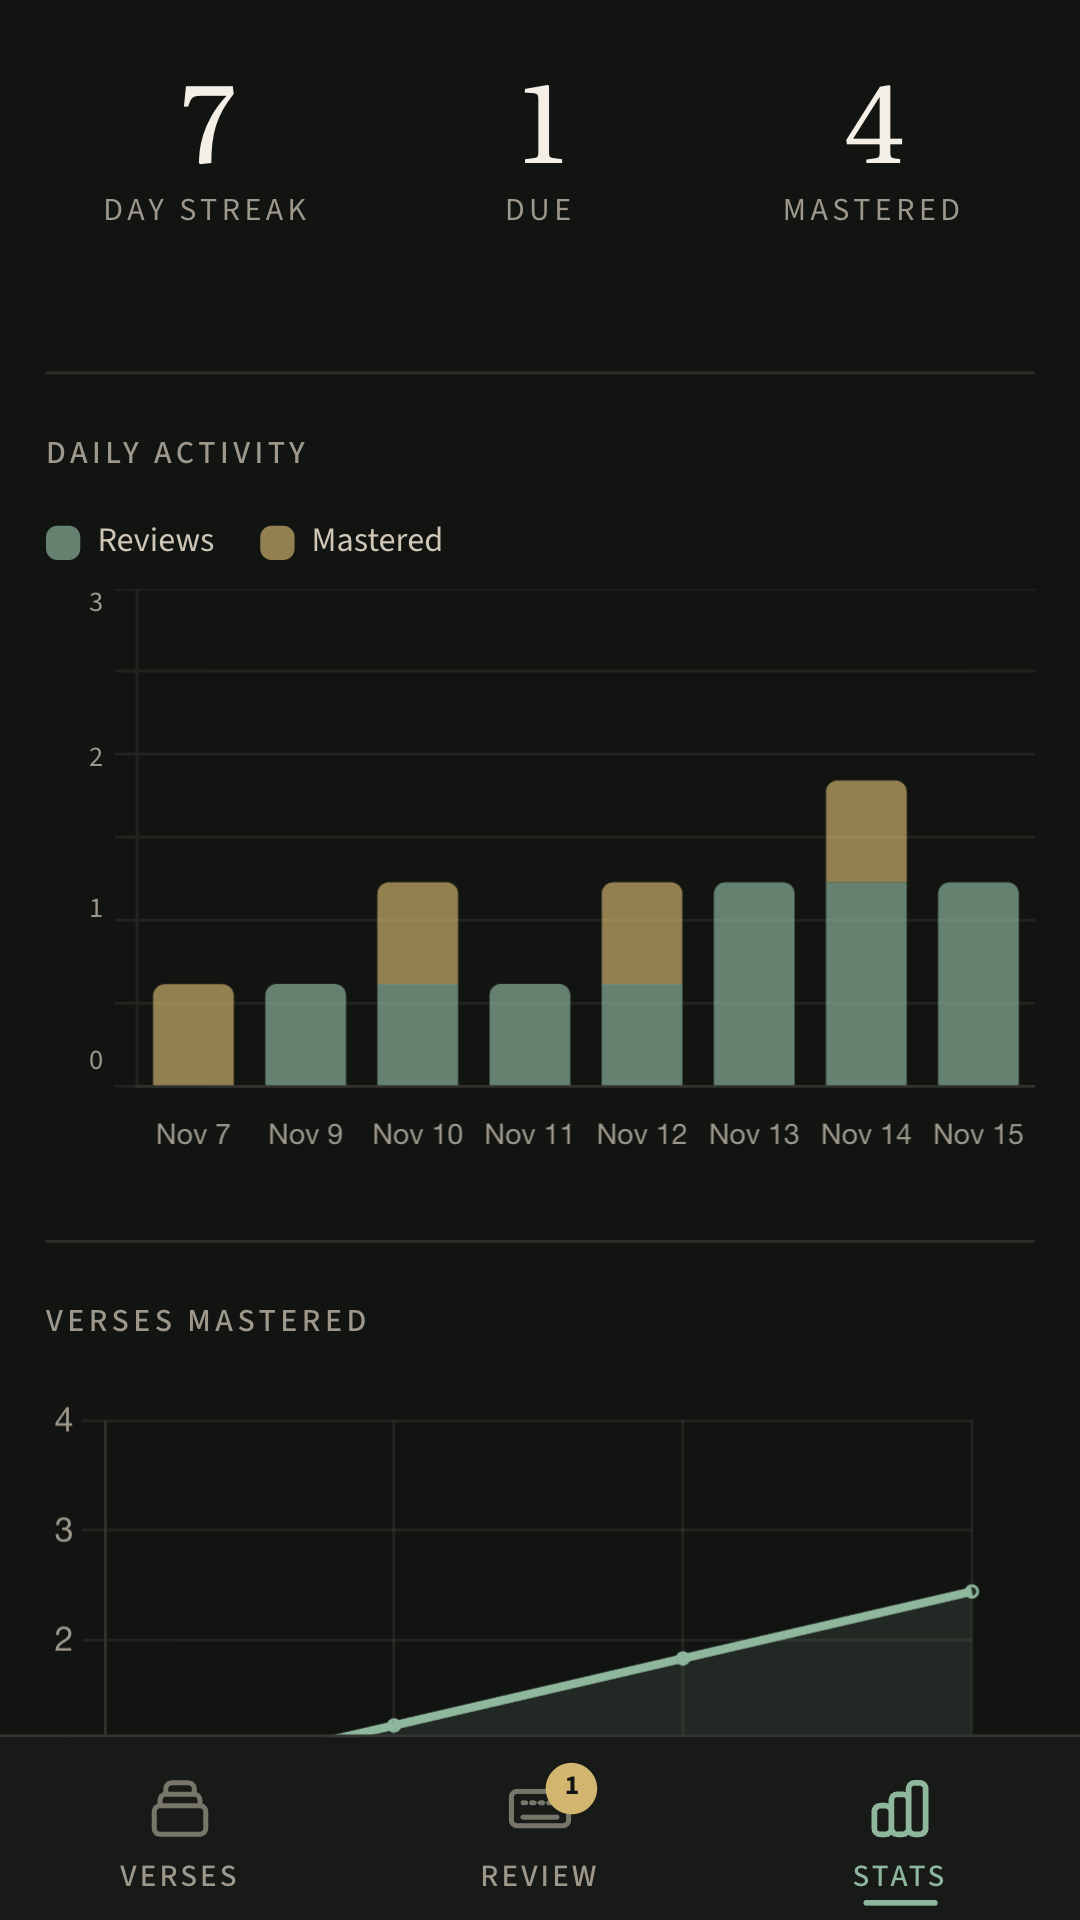 7 1 4
DAY STREAK DUE MASTERED
DAILY ACTIVITY
Reviews Mastered
3
2
1
0
Nov 7 Nov 9 Nov 10 Nov 11 Nov 12 Nov 13 Nov 14 Nov 15
VERSES MASTERED
4
3
2
1
VERSES REVIEW STATS